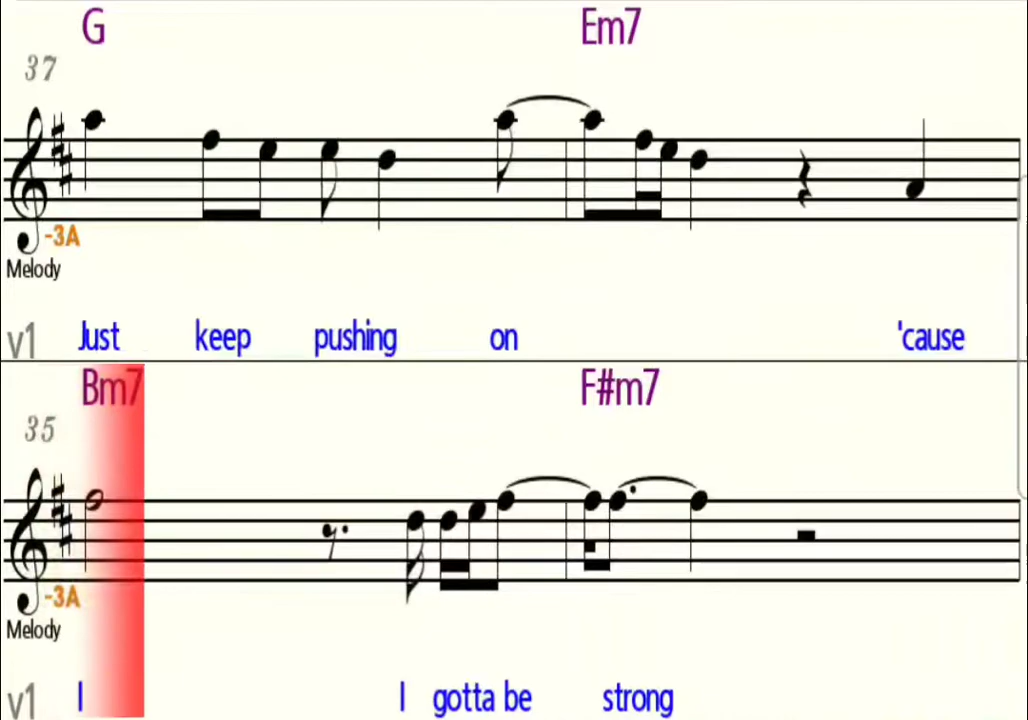 G Em7
37
-3A
Melody
v1 Just keep pushing on 'cause
Bm7 F#m7
35
-3A
Melody
v1 I I gotta be strong